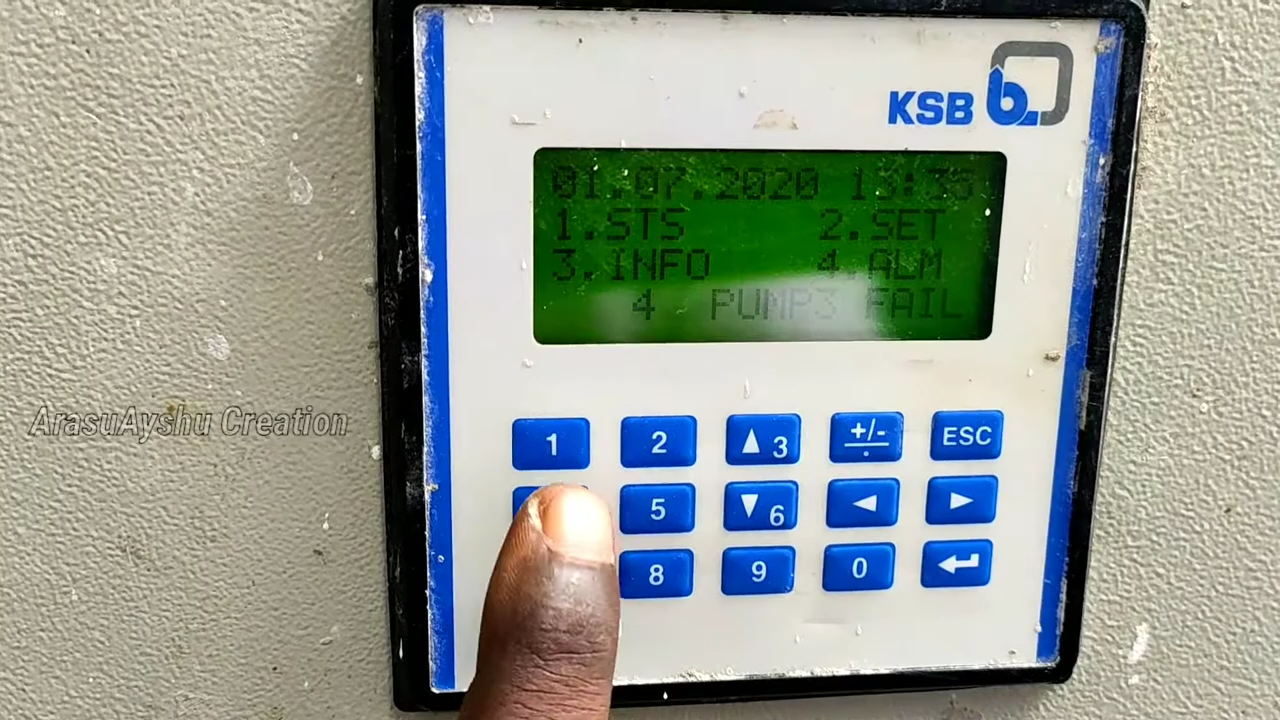 KSB b.
01.07.2020 13:35
1.STS 2.SET
3.INFO 4.ALM
4 PUMP3 FAIL
1 2 ▲3 +/- ESC
5 ▼6 ◄ ►
8 9 0 ↵
ArasuAyshu Creation